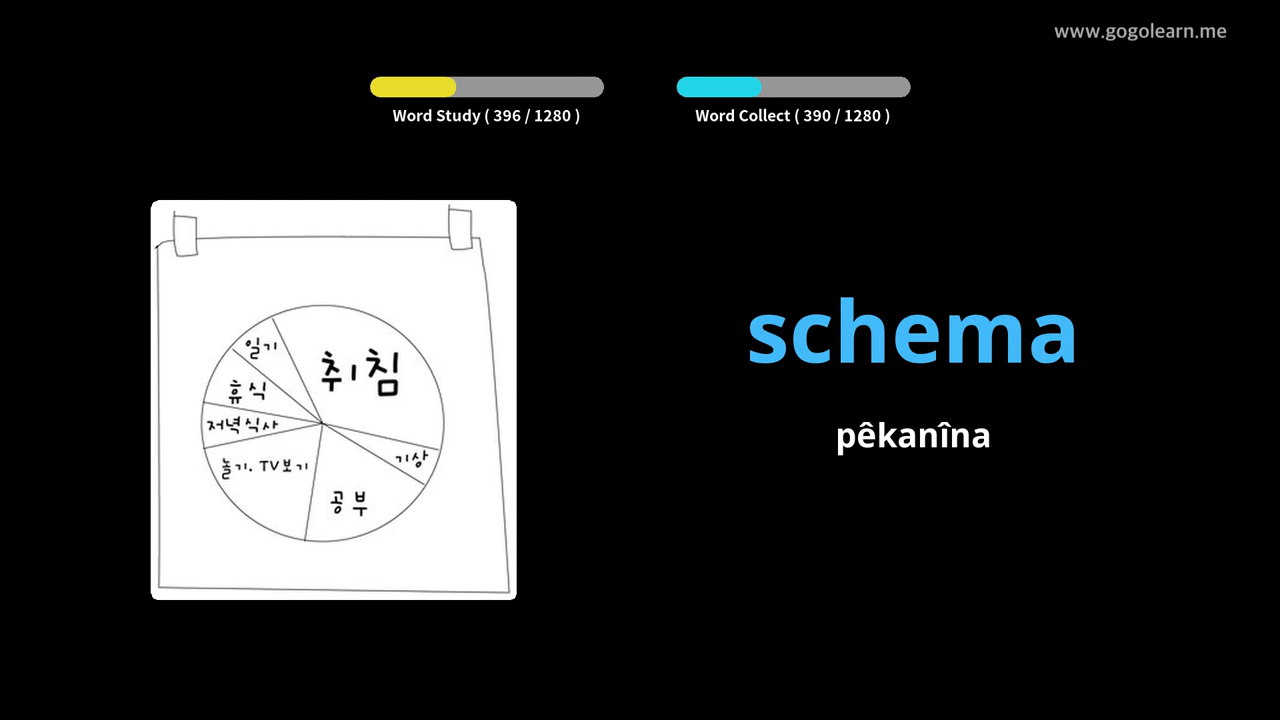 www.gogolearn.me
Word Study ( 396 / 1280 )
Word Collect ( 390 / 1280 )
일기
취침
휴식
저녁식사
놀기. TV보기
기상
공부
schema
pêkanîna